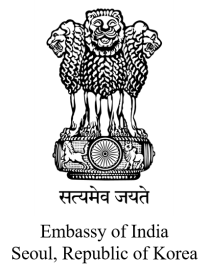 सत्यमेव जयते
Embassy of India
Seoul, Republic of Korea